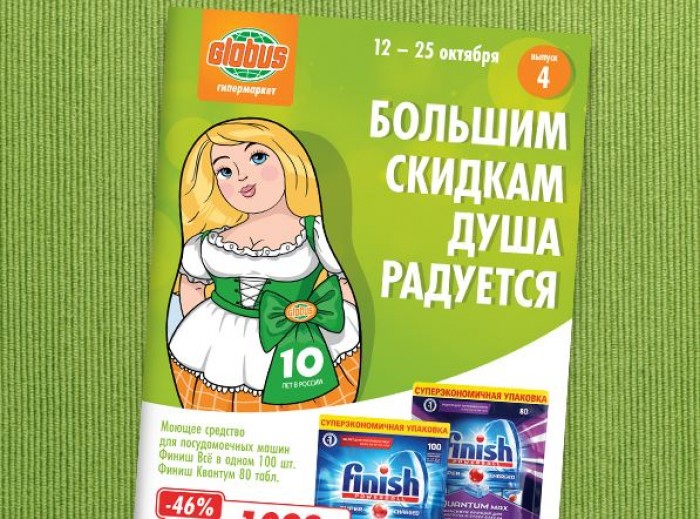 Globus
гипермаркет
12 – 25 октября
выпуск
4
БОЛЬШИМ
СКИДКАМ
ДУША
РАДУЕТСЯ
Globus
10
ЛЕТ В РОССИИ
Моющее средство
для посудомоечных машин
Финиш Всё в одном 100 шт.
Финиш Квантум 80 табл.
-46%
СУПЕРЭКОНОМИЧНАЯ УПАКОВКА
100
finish
POWERBALL
СУПЕРЭКОНОМИЧНАЯ УПАКОВКА
80
finish
POWERBALL
QUANTUM MAX